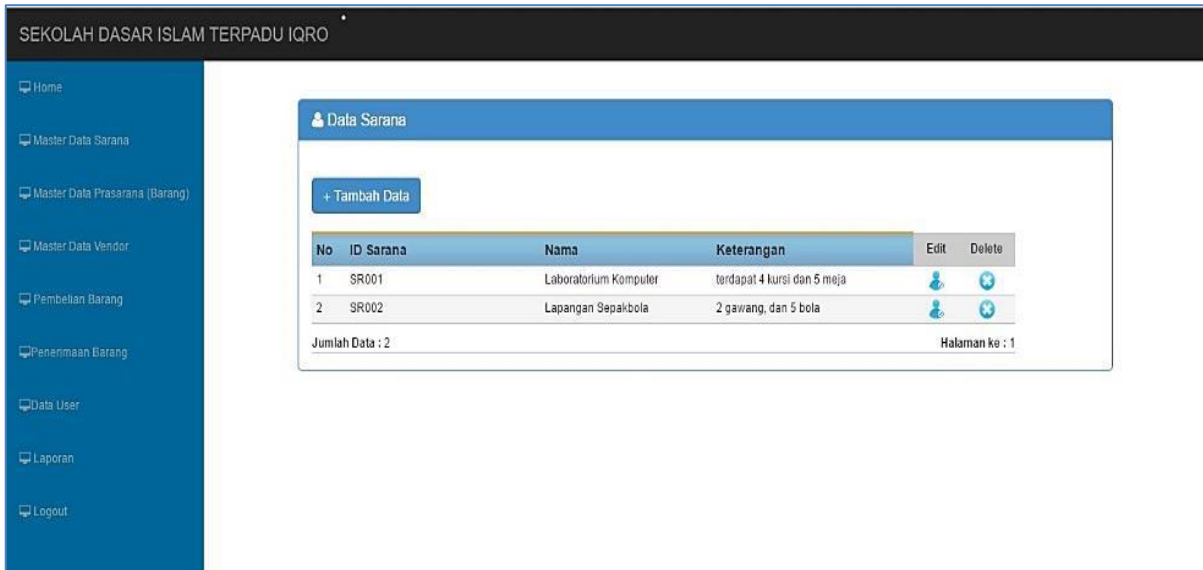 SEKOLAH DASAR ISLAM TERPADU IQRO
Home
Master Data Sarana
Master Data Prasarana (Barang)
Master Data Vendor
Pembelian Barang
Penerimaan Barang
Data User
Laporan
Logout
Data Sarana
+ Tambah Data
No ID Sarana Nama Keterangan Edit Delete
1 SR001 Laboratorium Komputer terdapat 4 kursi dan 5 meja
2 SR002 Lapangan Sepakbola 2 gawang, dan 5 bola
Jumlah Data : 2 Halaman ke : 1